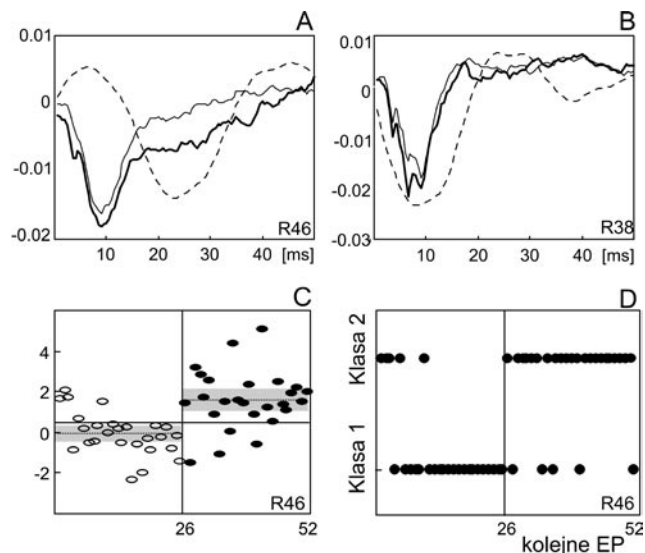 A
0.01
0
-0.01
-0.02
10 20 30 40 [ms]
R46
B
0.01
0
-0.01
-0.02
-0.03
10 20 30 40 [ms]
R38
C
4
2
0
-2
R46
26 52
D
Klasa 2
Klasa 1
R46
26 52
kolejne EP